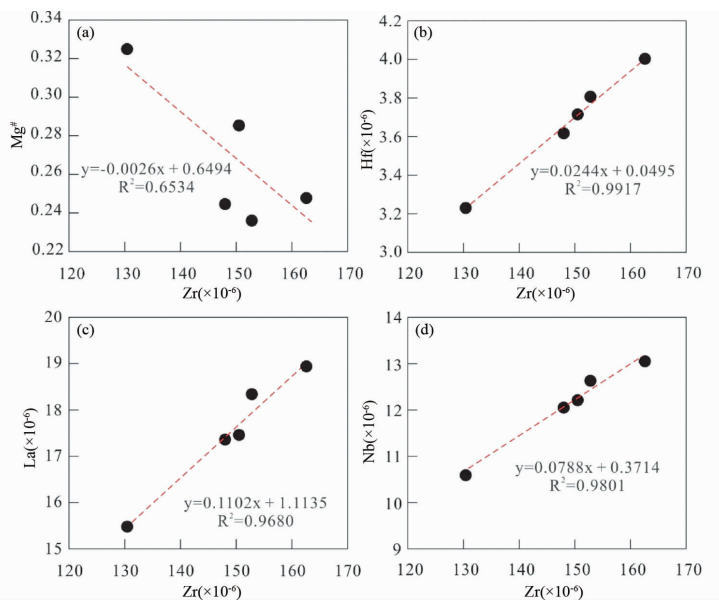 (a)
0.34
0.32
0.30
0.28
0.26
0.24
0.22
Mg#
y=-0.0026x + 0.6494
R²=0.6534
120 130 140 150 160 170
Zr(×10⁻⁶)
(b)
4.2
4.0
3.8
3.6
3.4
3.2
3.0
Hf(×10⁻⁶)
y=0.0244x + 0.0495
R²=0.9917
120 130 140 150 160 170
Zr(×10⁻⁶)
(c)
20
19
18
17
16
15
La(×10⁻⁶)
y=0.1102x + 1.1135
R²=0.9680
120 130 140 150 160 170
Zr(×10⁻⁶)
(d)
14
13
12
11
10
9
Nb(×10⁻⁶)
y=0.0788x + 0.3714
R²=0.9801
120 130 140 150 160 170
Zr(×10⁻⁶)